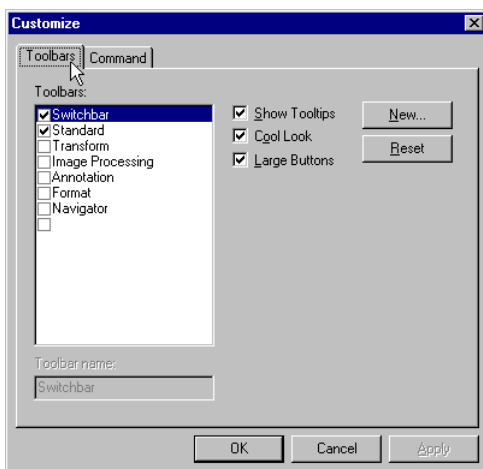 Customize
Toolbars Command
Toolbars:
Switchbar
Standard
Transform
Image Processing
Annotation
Format
Navigator
Show Tooltips
Cool Look
Large Buttons
New...
Reset
Toolbar name:
Switchbar
OK Cancel Apply